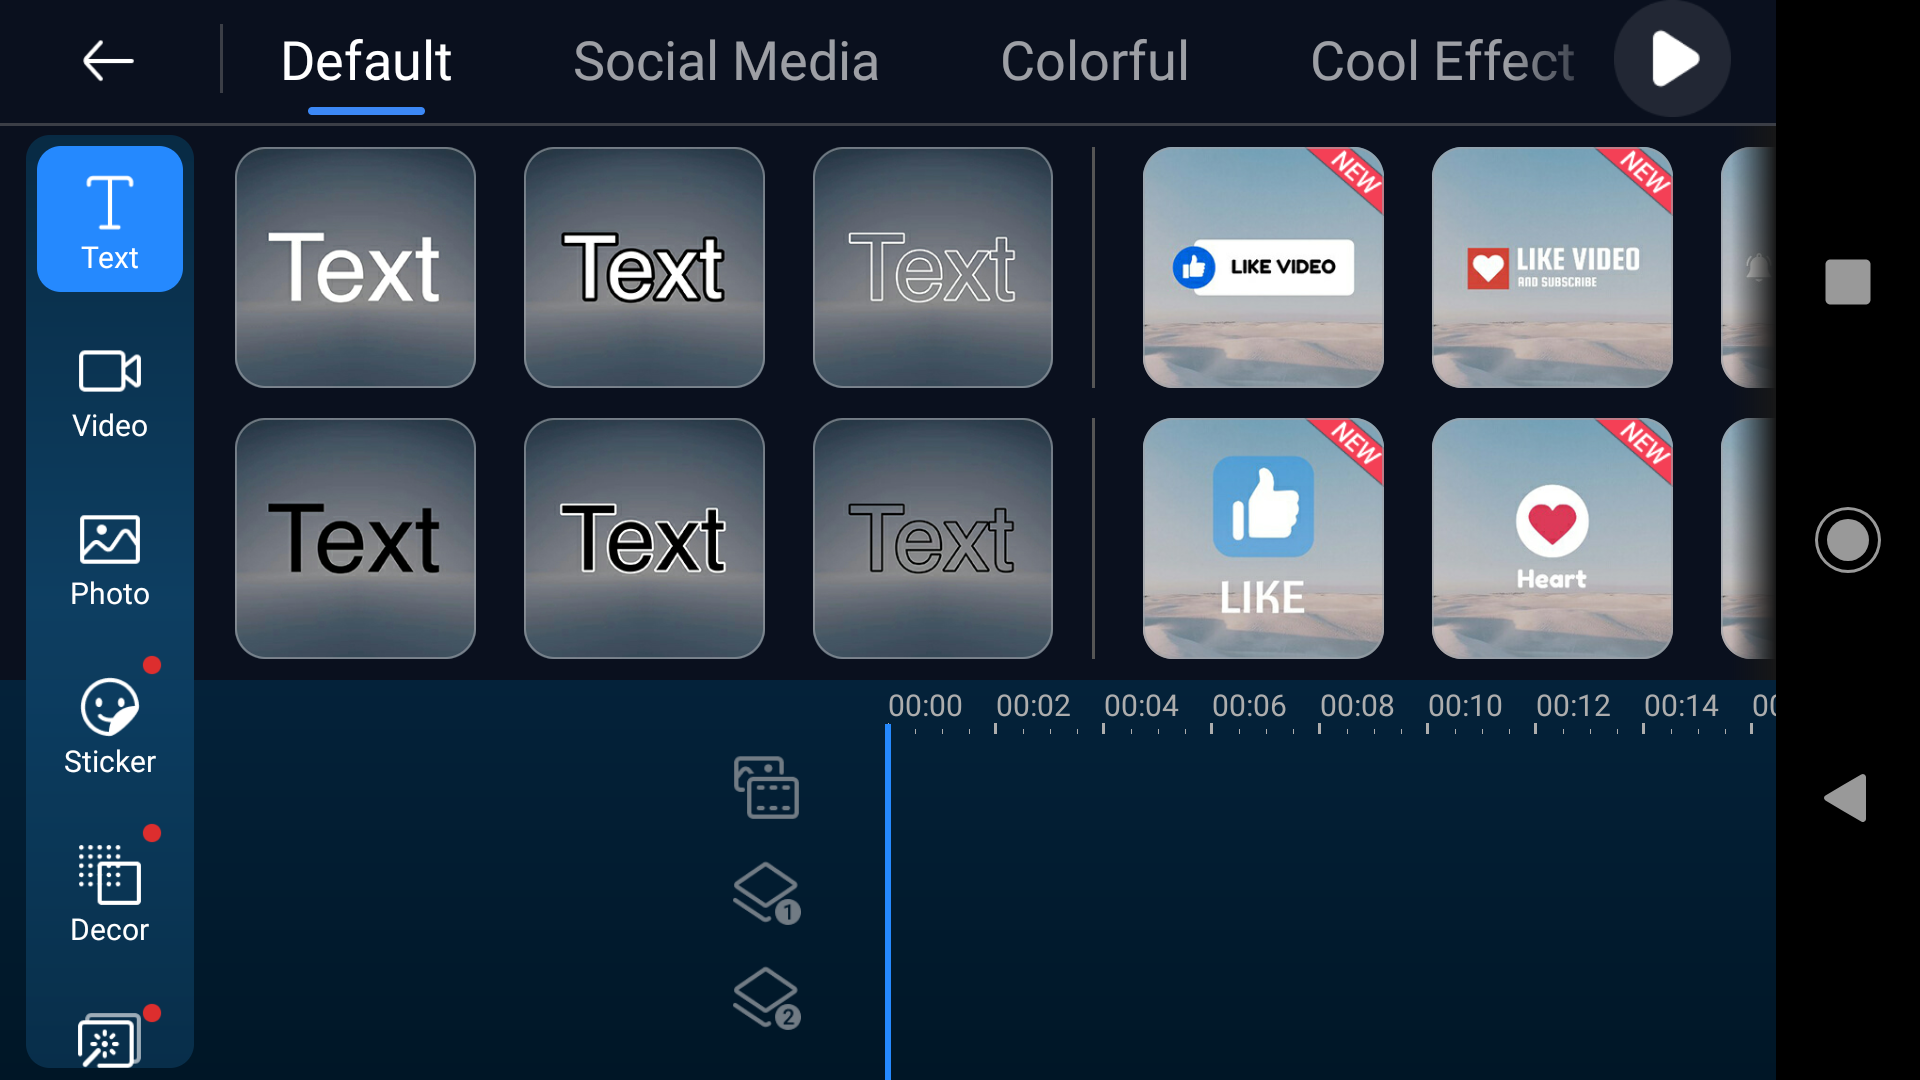 Default
Social Media
Colorful
Cool Effect
Text
Video
Photo
Sticker
Decor
Text
Text
Text
NEW
LIKE VIDEO
NEW
LIKE VIDEO
AND SUBSCRIBE
Text
Text
Text
NEW
LIKE
NEW
Heart
00:00 00:02 00:04 00:06 00:08 00:10 00:12 00:14
1
2